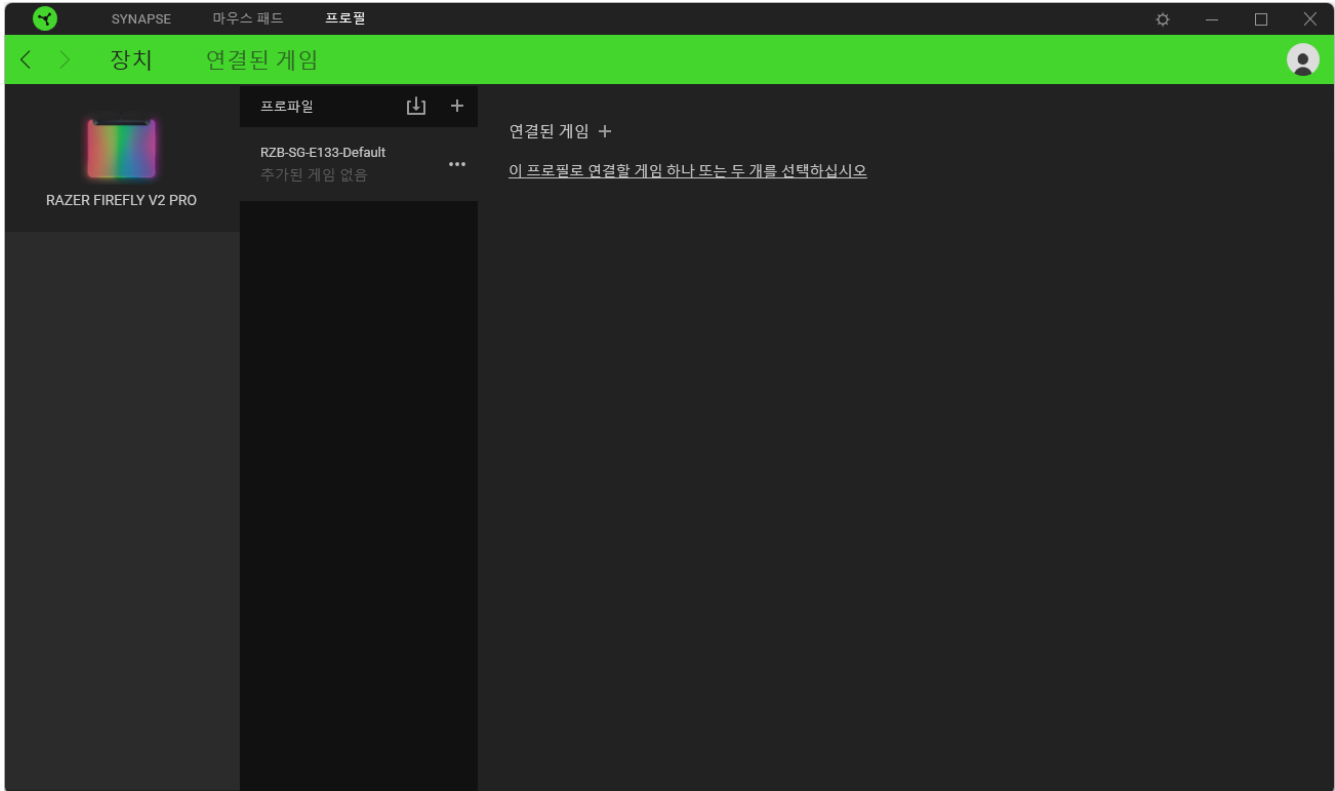 SYNAPSE 마우스 패드 프로필
장치 연결된 게임
RAZER FIREFLY V2 PRO
프로파일
RZB-SG-E133-Default
추가된 게임 없음
연결된 게임
이 프로필로 연결할 게임 하나 또는 두 개를 선택하십시오